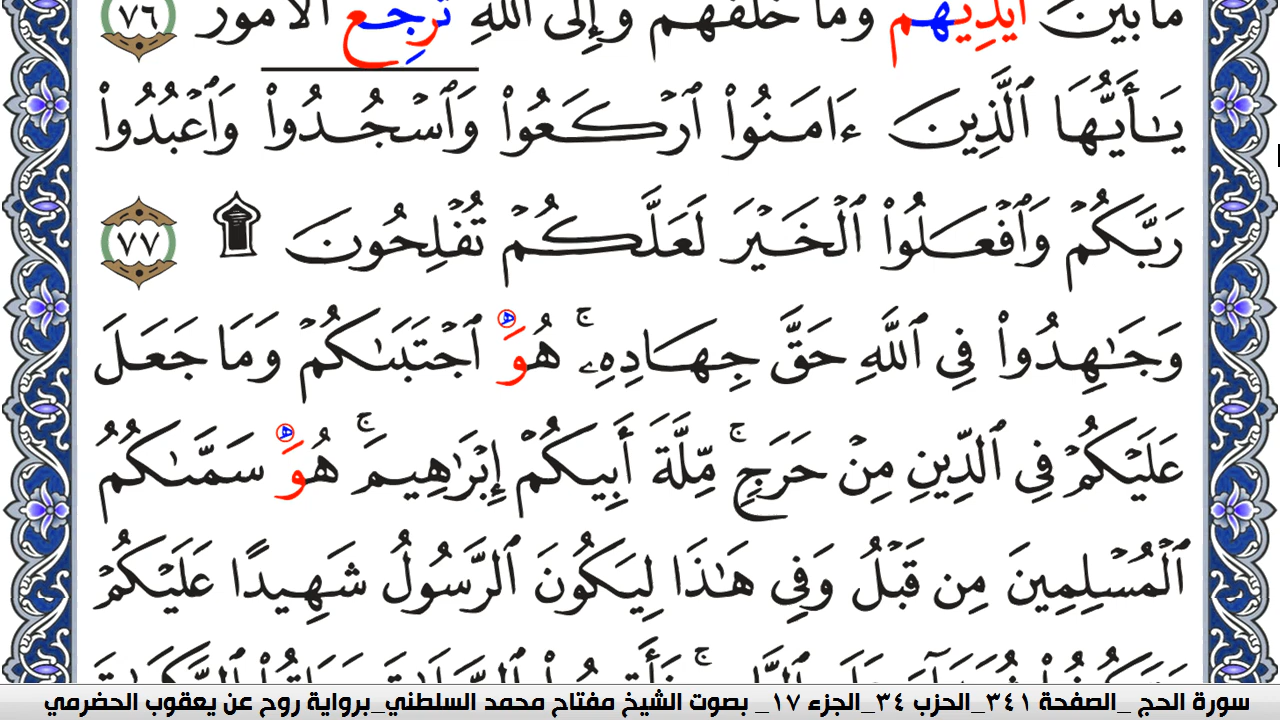 مَا بَيْنَ أَيْدِيهُمْ وَمَا خَلْفَهُمْ وَإِلَى ٱللَّهِ تَرْجِعُ ٱلْأُمُورُ ٧٦
يَـٰٓأَيُّهَا ٱلَّذِينَ ءَامَنُوا۟ ٱرْكَعُوا۟ وَٱسْجُدُوا۟ وَٱعْبُدُوا۟
رَبَّكُمْ وَٱفْعَلُوا۟ ٱلْخَيْرَ لَعَلَّكُمْ تُفْلِحُونَ ۩ ٧٧
وَجَـٰهِدُوا۟ فِي ٱللَّهِ حَقَّ جِهَادِهِۦۚ هُوَ ٱجْتَبَىٰكُمْ وَمَا جَعَلَ
عَلَيْكُمْ فِي ٱلدِّينِ مِنْ حَرَجٍۚ مِّلَّةَ أَبِيكُمْ إِبْرَٰهِيمَۚ هُوَ سَمَّىٰكُمُ
ٱلْمُسْلِمِينَ مِن قَبْلُ وَفِي هَـٰذَا لِيَكُونَ ٱلرَّسُولُ شَهِيدًا عَلَيْكُمْ
سورة الحج _الصفحة ٣٤١_الحزب ٣٤_الجزء ١٧_ بصوت الشيخ مفتاح محمد السلطني_برواية روح عن يعقوب الحضرمي